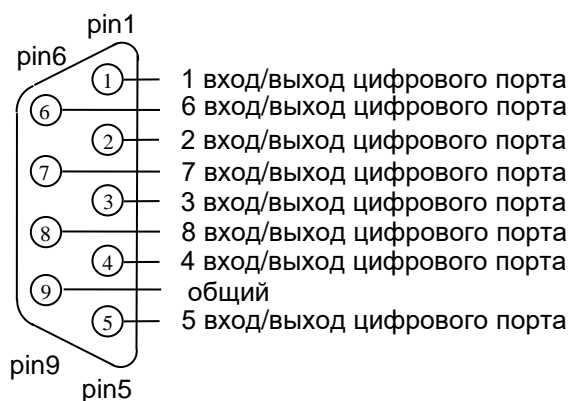 pin1
pin6
1 1 вход/выход цифрового порта
6 6 вход/выход цифрового порта
2 2 вход/выход цифрового порта
7 7 вход/выход цифрового порта
3 3 вход/выход цифрового порта
8 8 вход/выход цифрового порта
4 4 вход/выход цифрового порта
9 общий
5 5 вход/выход цифрового порта
pin9
pin5